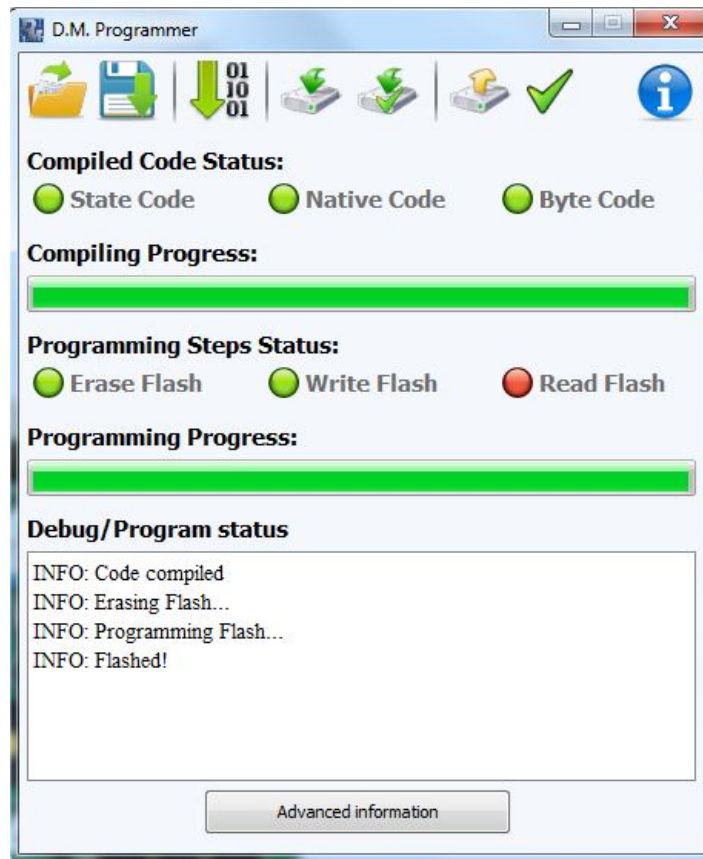 D.M. Programmer
01
10
01
Compiled Code Status:
State Code Native Code Byte Code
Compiling Progress:
Programming Steps Status:
Erase Flash Write Flash Read Flash
Programming Progress:
Debug/Program status
INFO: Code compiled
INFO: Erasing Flash...
INFO: Programming Flash...
INFO: Flashed!
Advanced information